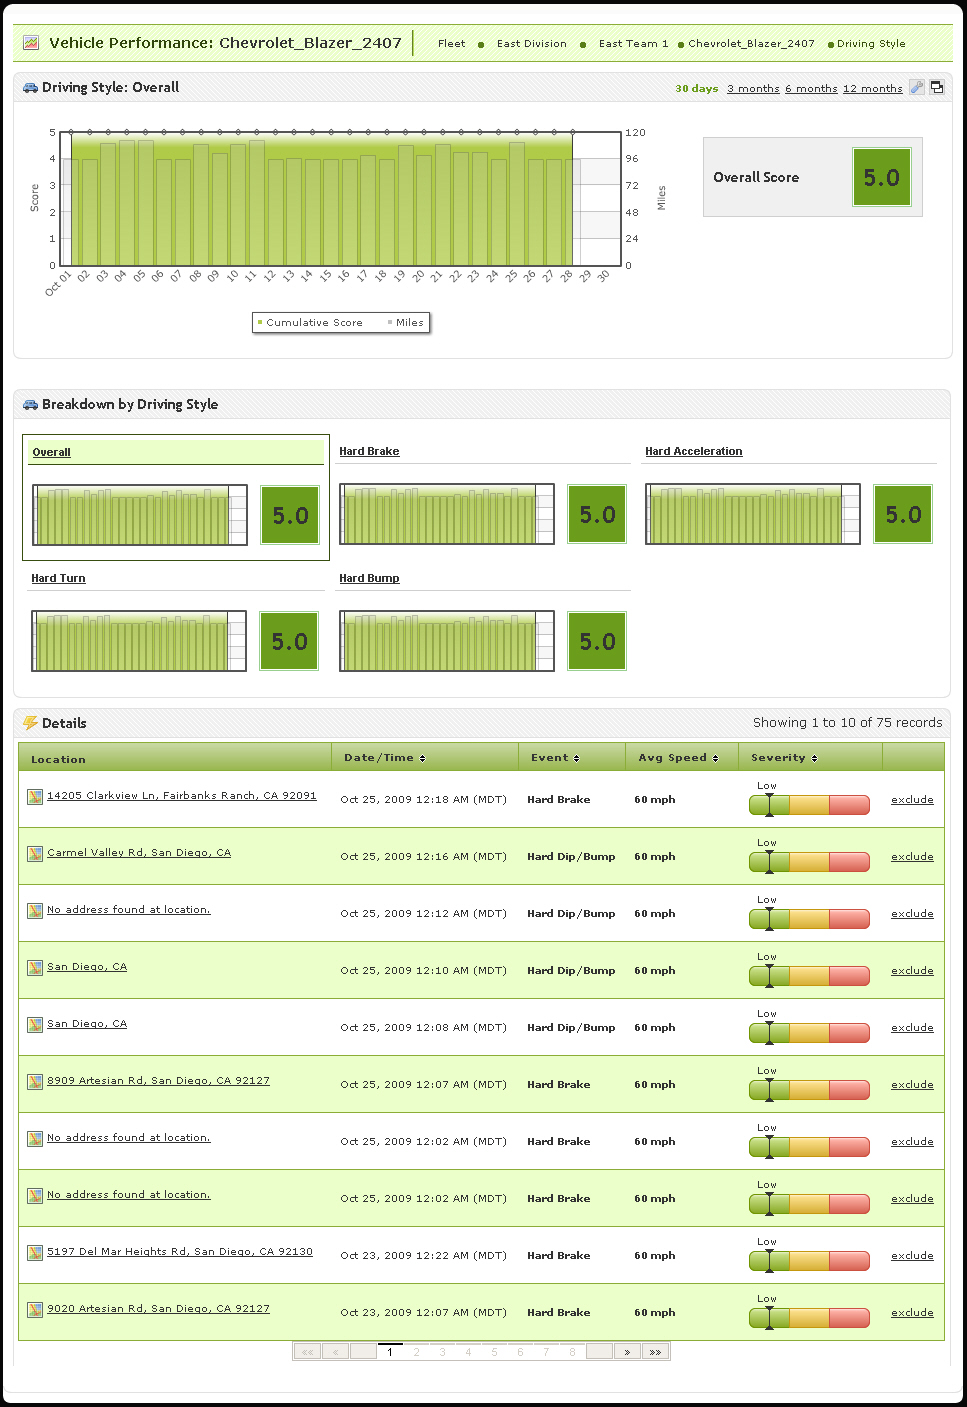 Vehicle Performance: Chevrolet_Blazer_2407
Fleet ● East Division ● East Team 1 ● Chevrolet_Blazer_2407 ● Driving Style
Driving Style: Overall
30 days 3 months 6 months 12 months
5
4
3
2
1
0
Score
120
96
72
48
24
0
Miles
Oct 01 02 03 04 05 06 07 08 09 10 11 12 13 14 15 16 17 18 19 20 21 22 23 24 25 26 27 28 29 30
Cumulative Score Miles
Overall Score 5.0
Breakdown by Driving Style
Overall
5.0
Hard Brake
5.0
Hard Acceleration
5.0
Hard Turn
5.0
Hard Bump
5.0
Details
Showing 1 to 10 of 75 records
Location Date/Time Event Avg Speed Severity
14205 Clarkview Ln, Fairbanks Ranch, CA 92091 Oct 25, 2009 12:18 AM (MDT) Hard Brake 60 mph Low exclude
Carmel Valley Rd, San Diego, CA Oct 25, 2009 12:16 AM (MDT) Hard Dip/Bump 60 mph Low exclude
No address found at location. Oct 25, 2009 12:12 AM (MDT) Hard Dip/Bump 60 mph Low exclude
San Diego, CA Oct 25, 2009 12:10 AM (MDT) Hard Dip/Bump 60 mph Low exclude
San Diego, CA Oct 25, 2009 12:08 AM (MDT) Hard Dip/Bump 60 mph Low exclude
8909 Artesian Rd, San Diego, CA 92127 Oct 25, 2009 12:07 AM (MDT) Hard Brake 60 mph Low exclude
No address found at location. Oct 25, 2009 12:02 AM (MDT) Hard Brake 60 mph Low exclude
No address found at location. Oct 25, 2009 12:02 AM (MDT) Hard Brake 60 mph Low exclude
5197 Del Mar Heights Rd, San Diego, CA 92130 Oct 23, 2009 12:22 AM (MDT) Hard Brake 60 mph Low exclude
9020 Artesian Rd, San Diego, CA 92127 Oct 23, 2009 12:07 AM (MDT) Hard Brake 60 mph Low exclude
«« « 1 2 3 4 5 6 7 8 » »»